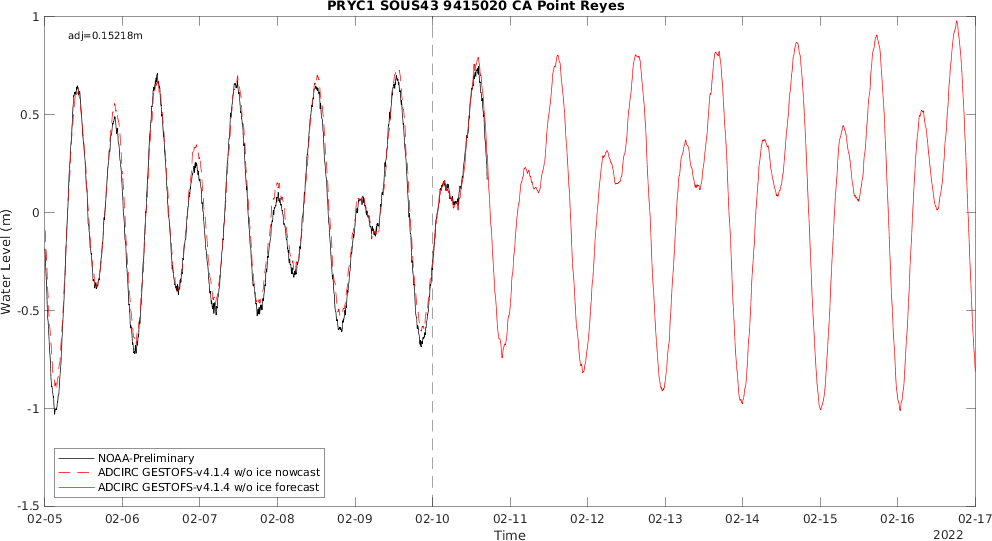 PRYC1 SOUS43 9415020 CA Point Reyes
adj=0.15218m
1
0.5
0
-0.5
-1
-1.5
Water Level (m)
NOAA-Preliminary
ADCIRC GESTOFS-v4.1.4 w/o ice nowcast
ADCIRC GESTOFS-v4.1.4 w/o ice forecast
02-05 02-06 02-07 02-08 02-09 02-10 02-11 02-12 02-13 02-14 02-15 02-16 02-17
Time
2022